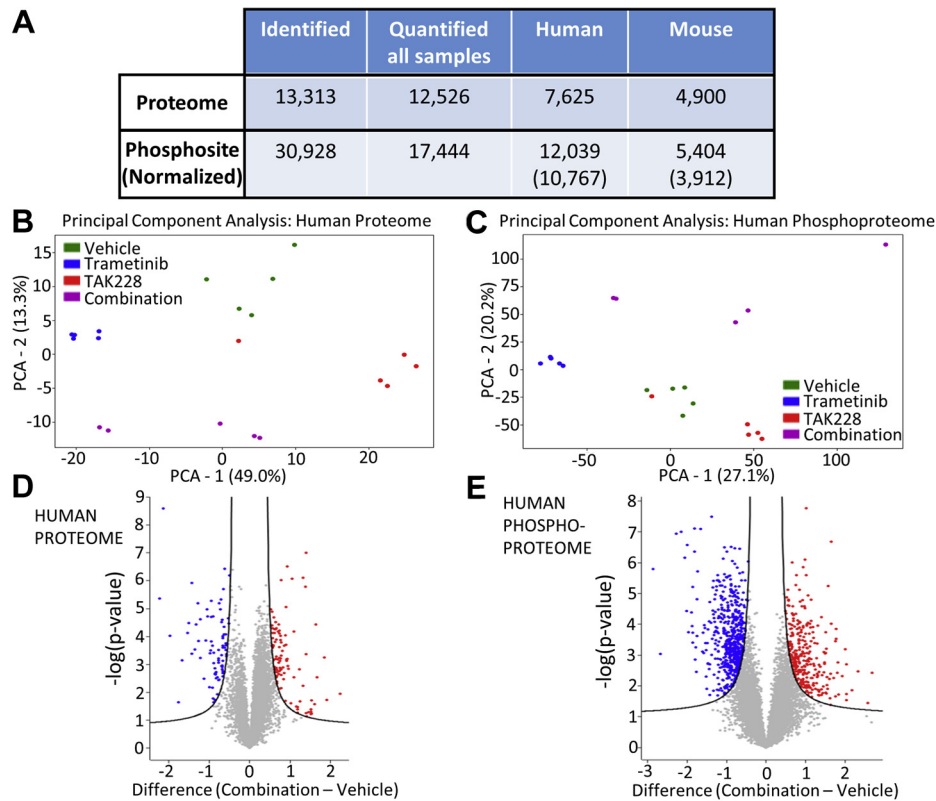 A
Identified Quantified all samples Human Mouse
Proteome 13,313 12,526 7,625 4,900
Phosphosite (Normalized) 30,928 17,444 12,039 (10,767) 5,404 (3,912)
B
Principal Component Analysis: Human Proteome
PCA - 2 (13.3%)
15
10
5
0
-5
-10
Vehicle
Trametinib
TAK228
Combination
-20 -10 0 10 20
PCA - 1 (49.0%)
C
Principal Component Analysis: Human Phosphoproteome
PCA - 2 (20.2%)
100
75
50
25
0
-25
-50
Vehicle
Trametinib
TAK228
Combination
-50 0 50 100
PCA - 1 (27.1%)
D
HUMAN
PROTEOME
-log(p-value)
9
8
7
6
5
4
3
2
1
0
-2 -1 0 1 2
Difference (Combination – Vehicle)
E
HUMAN
PHOSPHO-
PROTEOME
-log(p-value)
8
7
6
5
4
3
2
1
0
-3 -2 -1 0 1 2
Difference (Combination – Vehicle)